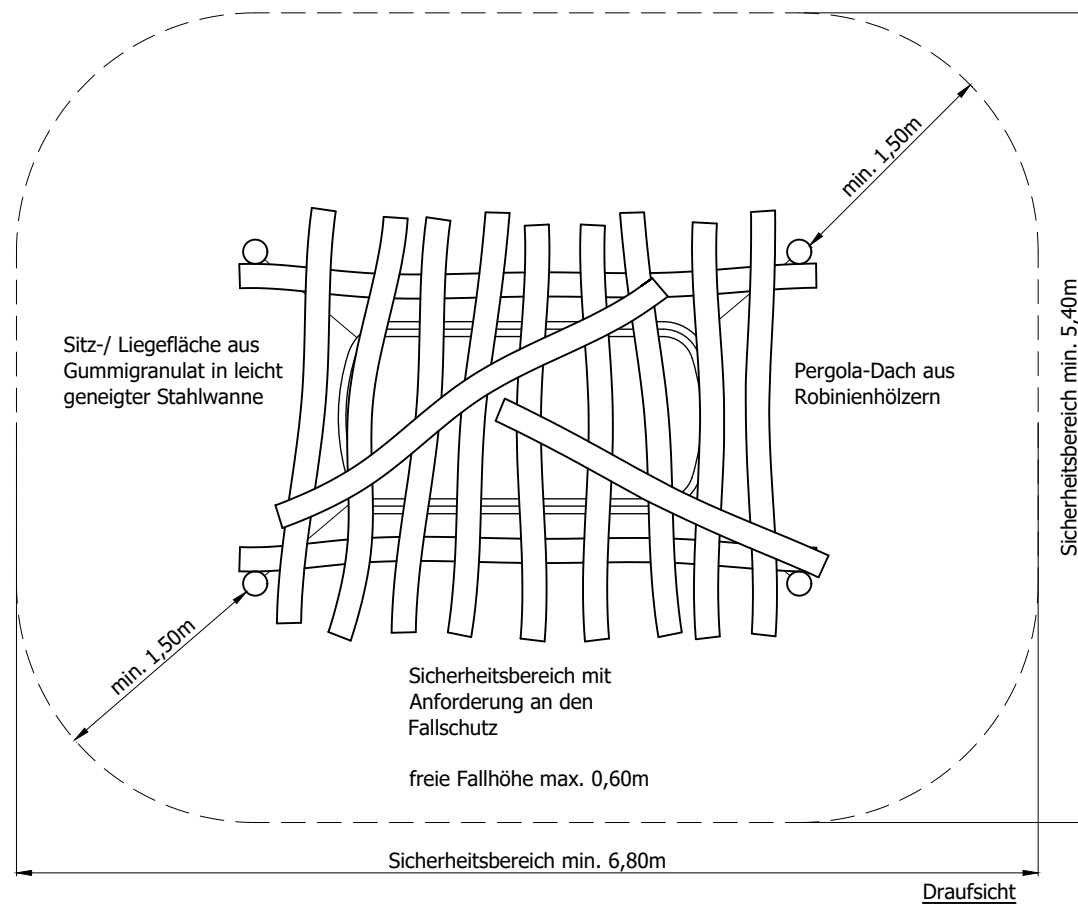 min. 1,50m
Sitz-/ Liegefläche aus
Gummigranulat in leicht
geneigter Stahlwanne
Pergola-Dach aus
Robinienhölzern
Sicherheitsbereich min. 5,40m
min. 1,50m
Sicherheitsbereich mit
Anforderung an den
Fallschutz
freie Fallhöhe max. 0,60m
Sicherheitsbereich min. 6,80m
Draufsicht